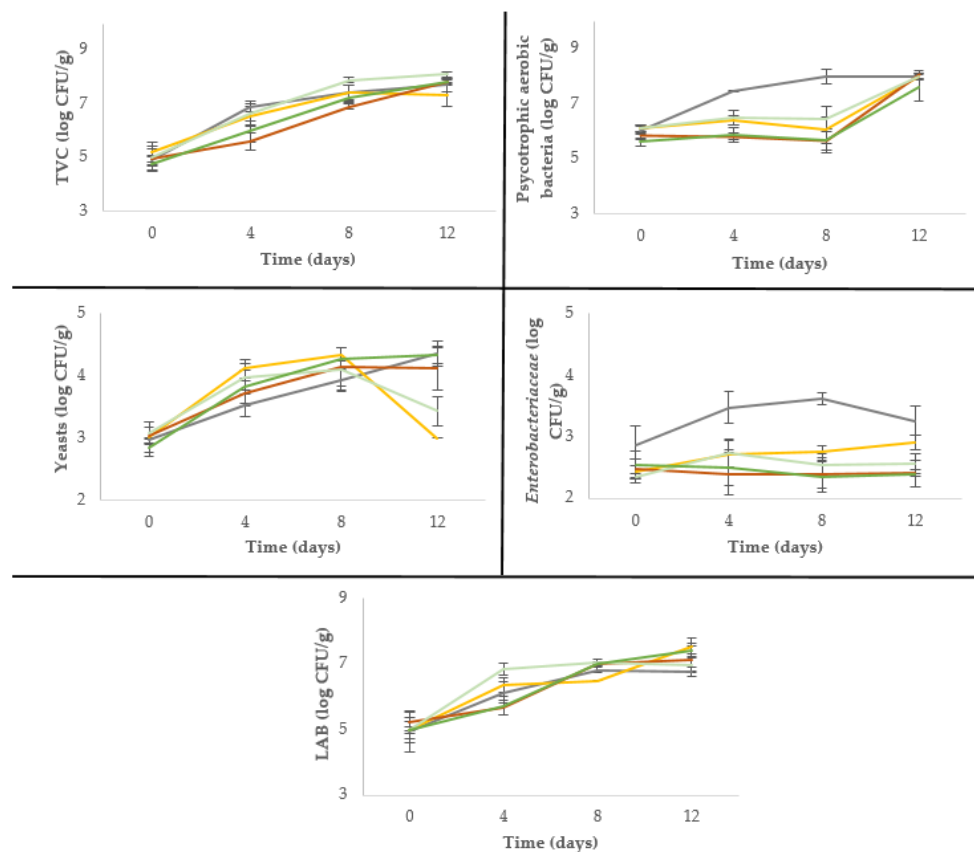 TVC (log CFU/g)
9
7
5
3
0 4 8 12
Time (days)
Psycotrophic aerobic
bacteria (log CFU/g)
9
7
5
3
0 4 8 12
Time (days)
Yeasts (log CFU/g)
5
4
3
2
0 4 8 12
Time (days)
Enterobacteriaceae (log
CFU/g)
5
4
3
2
0 4 8 12
Time (days)
LAB (log CFU/g)
9
7
5
3
0 4 8 12
Time (days)